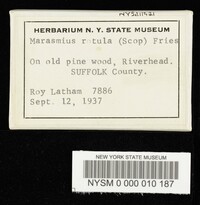 HERBARIUM N. Y. STATE MUSEUM
Marasmius rotula (Scop) Fries
On old pine wood, Riverhead.
SUFFOLK County.
Roy Latham 7886
Sept. 12, 1937
NEW YORK STATE MUSEUM
NYSM 0 000 010 187